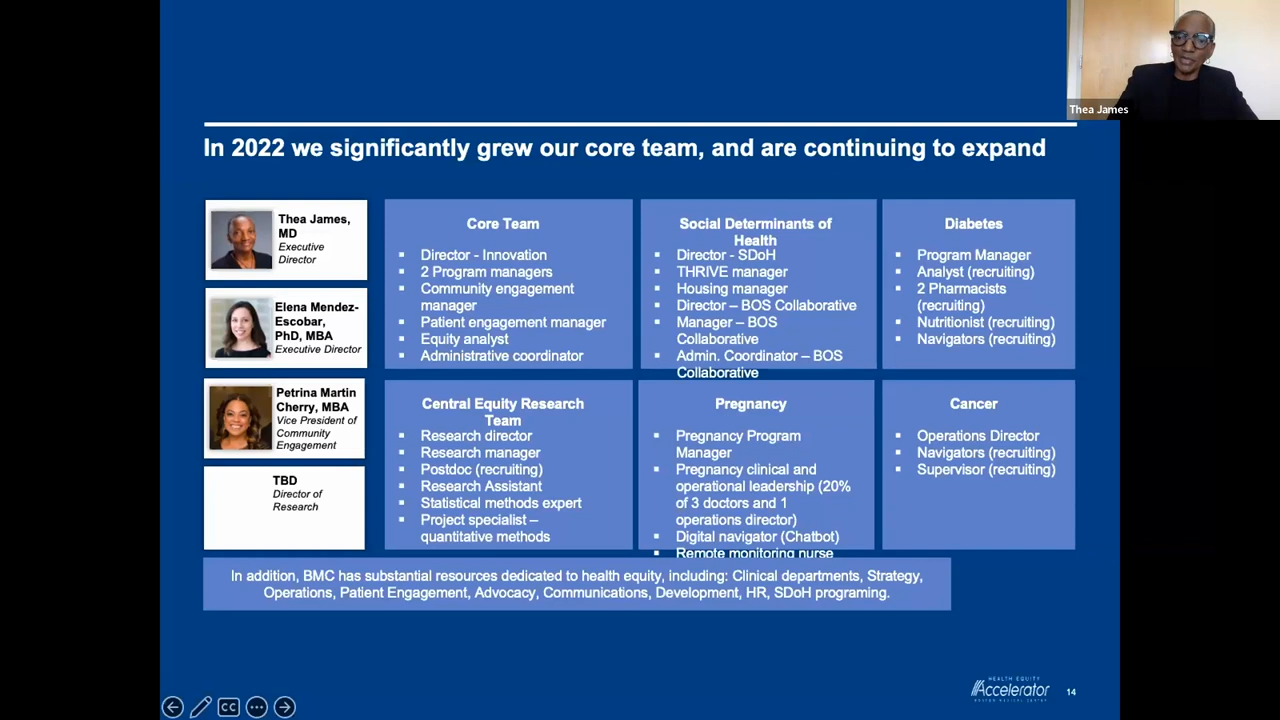 Thea James
In 2022 we significantly grew our core team, and are continuing to expand
Thea James,
MD
Executive
Director
Elena Mendez-
Escobar,
PhD, MBA
Executive Director
Petrina Martin
Cherry, MBA
Vice President of
Community
Engagement
TBD
Director of
Research
Core Team
▪ Director - Innovation
▪ 2 Program managers
▪ Community engagement
manager
▪ Patient engagement manager
▪ Equity analyst
▪ Administrative coordinator
Social Determinants of
Health
▪ Director - SDoH
▪ THRIVE manager
▪ Housing manager
▪ Director – BOS Collaborative
▪ Manager – BOS
Collaborative
▪ Admin. Coordinator – BOS
Collaborative
Diabetes
▪ Program Manager
▪ Analyst (recruiting)
▪ 2 Pharmacists
(recruiting)
▪ Nutritionist (recruiting)
▪ Navigators (recruiting)
Central Equity Research
Team
▪ Research director
▪ Research manager
▪ Postdoc (recruiting)
▪ Research Assistant
▪ Statistical methods expert
▪ Project specialist –
quantitative methods
Pregnancy
▪ Pregnancy Program
Manager
▪ Pregnancy clinical and
operational leadership (20%
of 3 doctors and 1
operations director)
▪ Digital navigator (Chatbot)
▪ Remote monitoring nurse
Cancer
▪ Operations Director
▪ Navigators (recruiting)
▪ Supervisor (recruiting)
In addition, BMC has substantial resources dedicated to health equity, including: Clinical departments, Strategy,
Operations, Patient Engagement, Advocacy, Communications, Development, HR, SDoH programing.
CC
HEALTH EQUITY
Accelerator
BOSTON MEDICAL CENTER
14